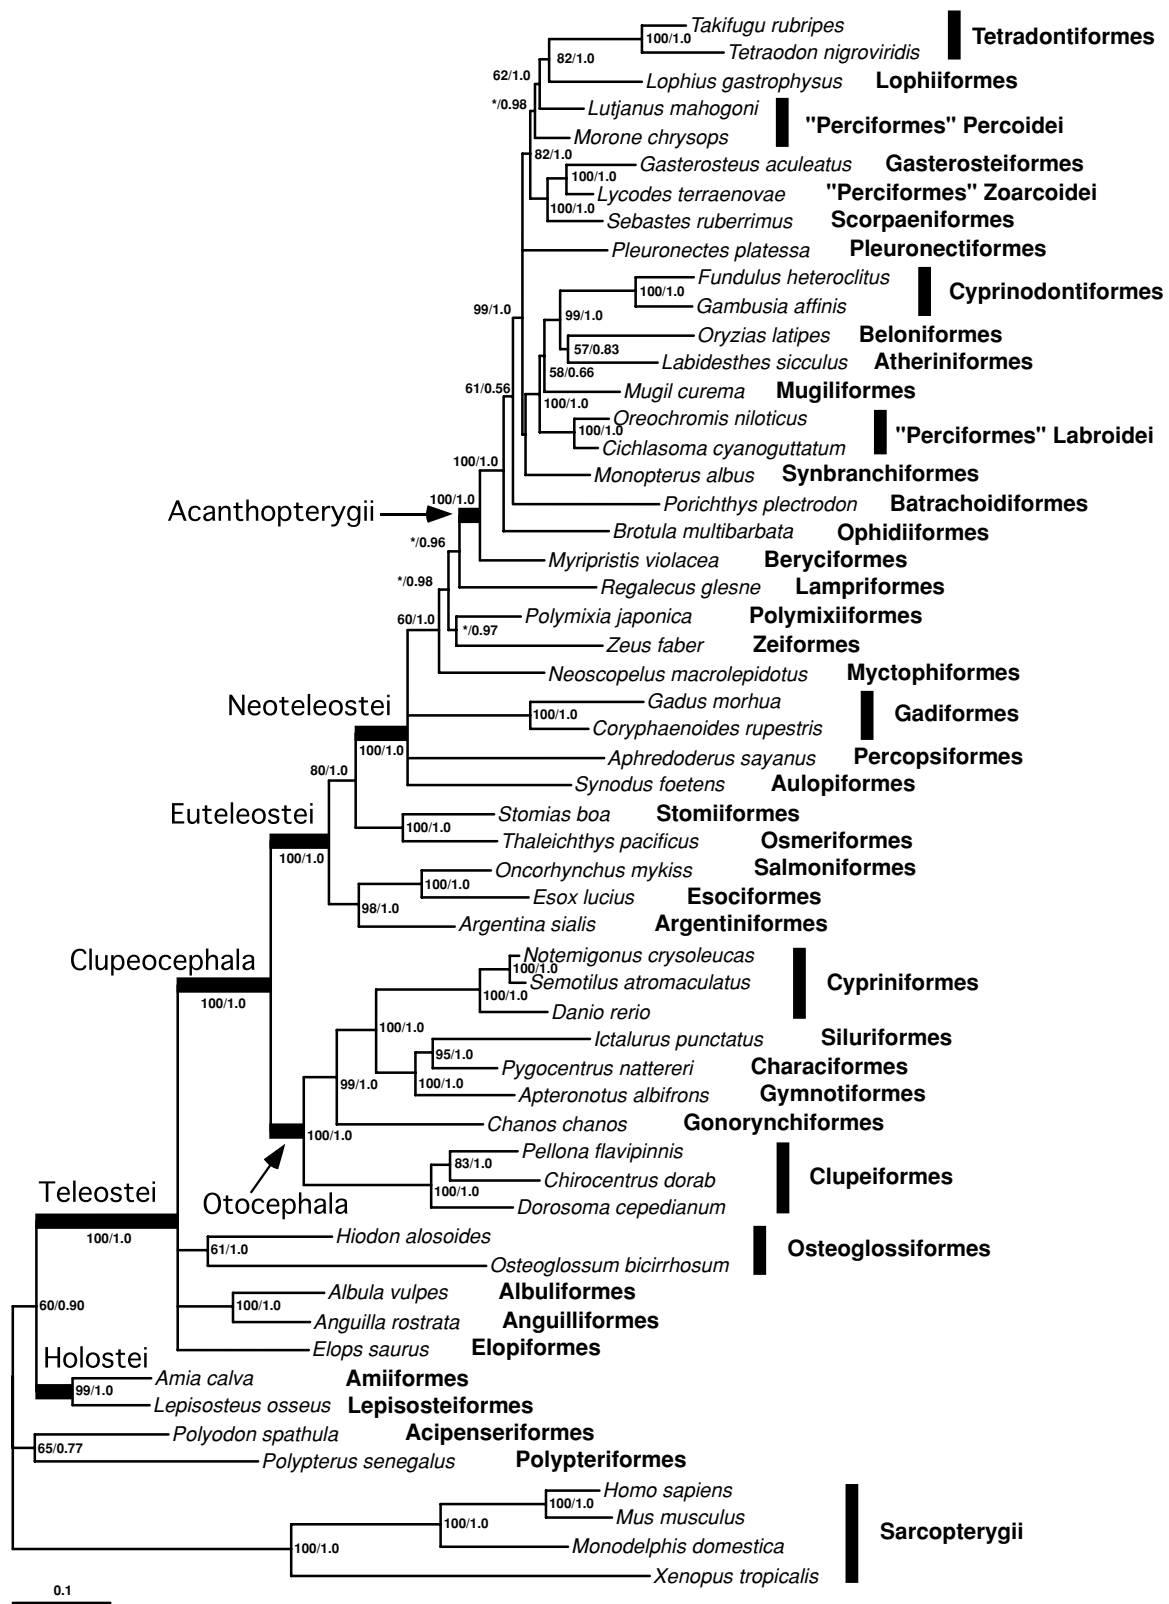 Takifugu rubripes
100/1.0
Tetradontiformes
Tetraodon nigroviridis
82/1.0
62/1.0
Lophius gastrophysus Lophiiformes
*/0.98
Lutjanus mahogoni
"Perciformes" Percoidei
Morone chrysops
82/1.0
Gasterosteus aculeatus Gasterosteiformes
100/1.0
Lycodes terraenovae "Perciformes" Zoarcoidei
100/1.0
Sebastes ruberrimus Scorpaeniformes
Pleuronectes platessa Pleuronectiformes
Fundulus heteroclitus
100/1.0
Cyprinodontiformes
Gambusia affinis
99/1.0
99/1.0
Oryzias latipes Beloniformes
57/0.83
Labidesthes sicculus Atheriniformes
58/0.66
61/0.56
Mugil curema Mugiliformes
100/1.0
Oreochromis niloticus
100/1.0
"Perciformes" Labroidei
Cichlasoma cyanoguttatum
100/1.0
Monopterus albus Synbranchiformes
100/1.0
Porichthys plectrodon Batrachoidiformes
Acanthopterygii
Brotula multibarbata Ophidiiformes
*/0.96
Myripristis violacea Beryciformes
*/0.98
Regalecus glesne Lampriformes
60/1.0
Polymixia japonica Polymixiiformes
*/0.97
Zeus faber Zeiformes
Neoscopelus macrolepidotus Myctophiformes
Neoteleostei
Gadus morhua
100/1.0
Gadiformes
Coryphaenoides rupestris
100/1.0
Aphredoderus sayanus Percopsiformes
80/1.0
Synodus foetens Aulopiformes
Euteleostei
Stomias boa Stomiiformes
100/1.0
Thaleichthys pacificus Osmeriformes
100/1.0
Oncorhynchus mykiss Salmoniformes
100/1.0
Esox lucius Esociformes
98/1.0
Argentina sialis Argentiniformes
Clupeocephala
Notemigonus crysoleucas
100/1.0
Semotilus atromaculatus
Cypriniformes
100/1.0
100/1.0
Danio rerio
100/1.0
Ictalurus punctatus Siluriformes
95/1.0
Pygocentrus nattereri Characiformes
99/1.0
100/1.0
Apteronotus albifrons Gymnotiformes
Chanos chanos Gonorynchiformes
100/1.0
Pellona flavipinnis
83/1.0
Chirocentrus dorab
Clupeiformes
100/1.0
Teleostei
Otocephala
Dorosoma cepedianum
100/1.0
Hiodon alosoides
61/1.0
Osteoglossiformes
Osteoglossum bicirrhosum
Albula vulpes Albuliformes
60/0.90
100/1.0
Anguilla rostrata Anguilliformes
Elops saurus Elopiformes
Holostei
Amia calva Amiiformes
99/1.0
Lepisosteus osseus Lepisosteiformes
Polyodon spathula Acipenseriformes
65/0.77
Polypterus senegalus Polypteriformes
Homo sapiens
100/1.0
Mus musculus
100/1.0
Sarcopterygii
Monodelphis domestica
100/1.0
Xenopus tropicalis
0.1